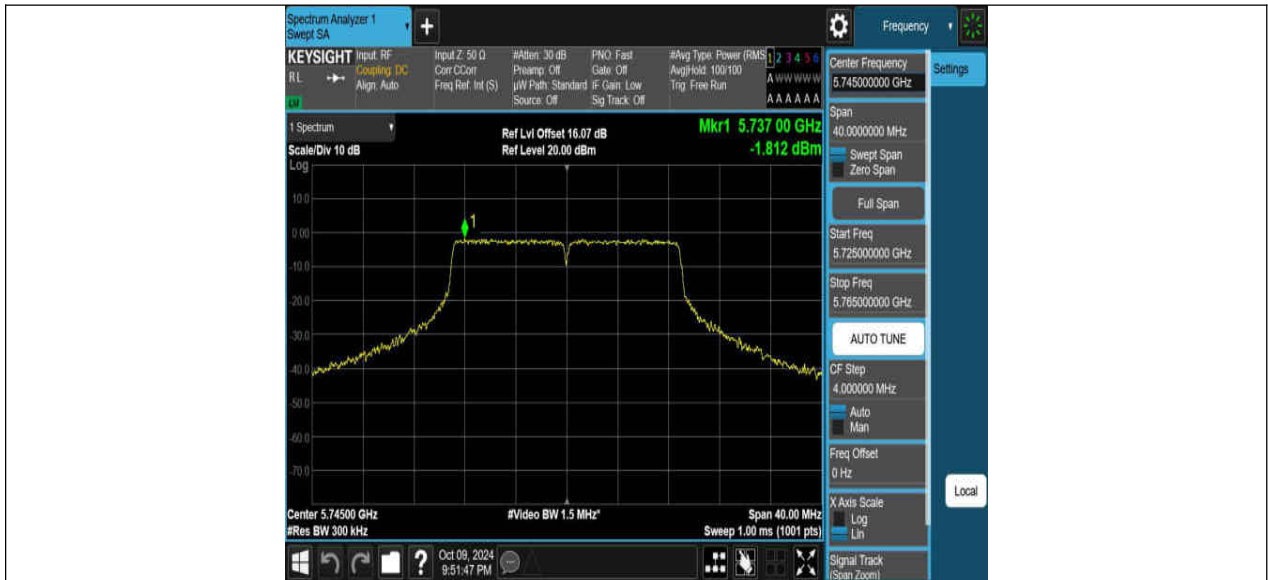 Spectrum Analyzer 1
Swept SA
+
Frequency
KEYSIGHT
RL
LXI
Input: RF
Coupling: DC
Align: Auto
Input Z: 50 Ω
Corr CCorr
Freq Ref: Int (S)
#Atten: 30 dB
Preamp: Off
µW Path: Standard
Source: Off
PNO: Fast
Gate: Off
IF Gain: Low
Sig Track: Off
#Avg Type: Power (RMS
Avg|Hold: 100/100
Trig: Free Run
1 2 3 4 5 6
A W W W W W
A A A A A A
1 Spectrum
Scale/Div 10 dB
Log
Ref Lvl Offset 16.07 dB
Ref Level 20.00 dBm
Mkr1 5.737 00 GHz
-1.812 dBm
10.0
0.00
-10.0
-20.0
-30.0
-40.0
-50.0
-60.0
-70.0
1
Center 5.74500 GHz
#Res BW 300 kHz
#Video BW 1.5 MHz*
Span 40.00 MHz
Sweep 1.00 ms (1001 pts)
?
Oct 09, 2024
9:51:47 PM
Center Frequency
5.745000000 GHz
Settings
Span
40.0000000 MHz
Swept Span
Zero Span
Full Span
Start Freq
5.725000000 GHz
Stop Freq
5.765000000 GHz
AUTO TUNE
CF Step
4.000000 MHz
Auto
Man
Freq Offset
0 Hz
X Axis Scale
Log
Lin
Local
Signal Track
(Span Zoom)